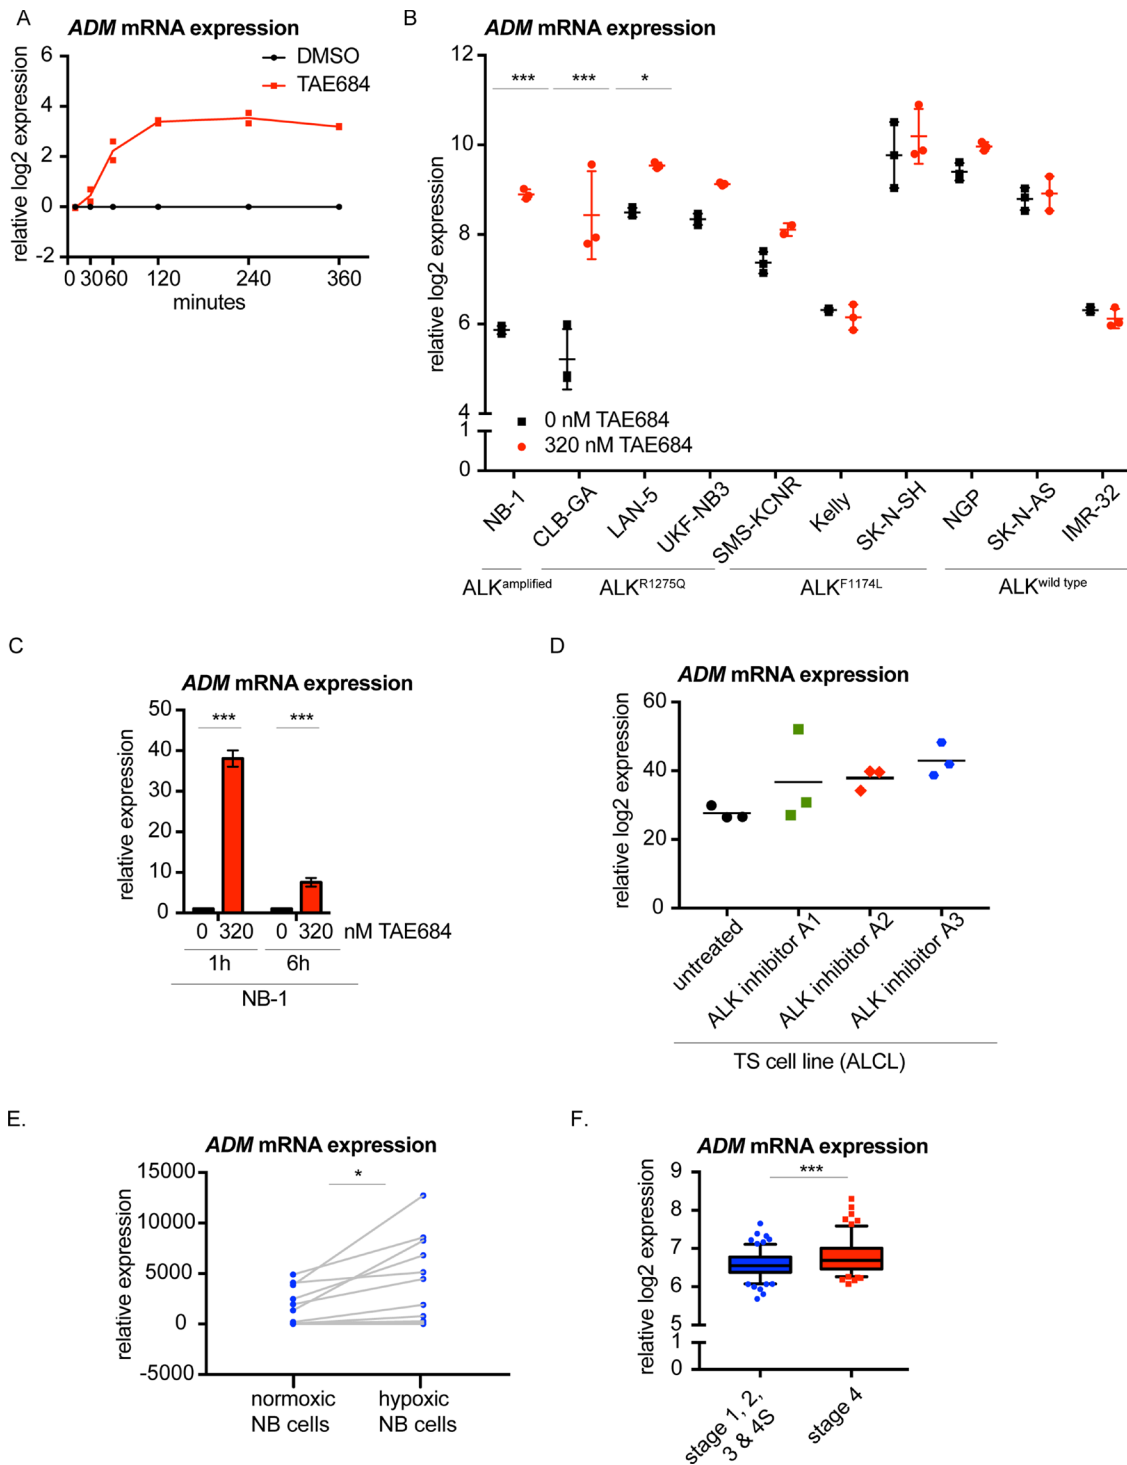 A
ADM mRNA expression
DMSO
TAE684
relative log2 expression
6
4
2
0
-2
0 30 60 120 240 360
minutes
B
ADM mRNA expression
*** *** *
relative log2 expression
12
10
8
6
4
1
0
0 nM TAE684
320 nM TAE684
NB-1 CLB-GA LAN-5 UKF-NB3 SMS-KCNR Kelly SK-N-SH NGP SK-N-AS IMR-32
ALKamplified ALKR1275Q ALKF1174L ALKwild type
C
ADM mRNA expression
*** ***
relative expression
50
40
30
20
10
0
0 320 0 320 nM TAE684
1h 6h
NB-1
D
ADM mRNA expression
relative log2 expression
60
40
20
0
untreated ALK inhibitor A1 ALK inhibitor A2 ALK inhibitor A3
TS cell line (ALCL)
E.
ADM mRNA expression
*
relative expression
15000
10000
5000
0
-5000
normoxic hypoxic
NB cells NB cells
F.
ADM mRNA expression
***
relative log2 expression
9
8
7
6
5
1
0
stage 1, 2,
3 & 4S
stage 4